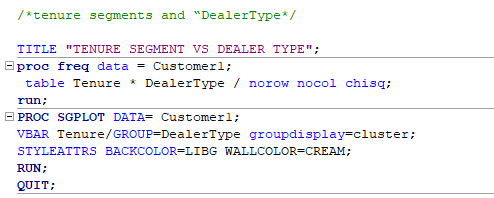 /*tenure segments and “DealerType*/
TITLE "TENURE SEGMENT VS DEALER TYPE";
proc freq data = Customer1;
table Tenure * DealerType / norow nocol chisq;
run;
PROC SGPLOT DATA= Customer1;
VBAR Tenure/GROUP=DealerType groupdisplay=cluster;
STYLEATTRS BACKCOLOR=LIBG WALLCOLOR=CREAM;
RUN;
QUIT;